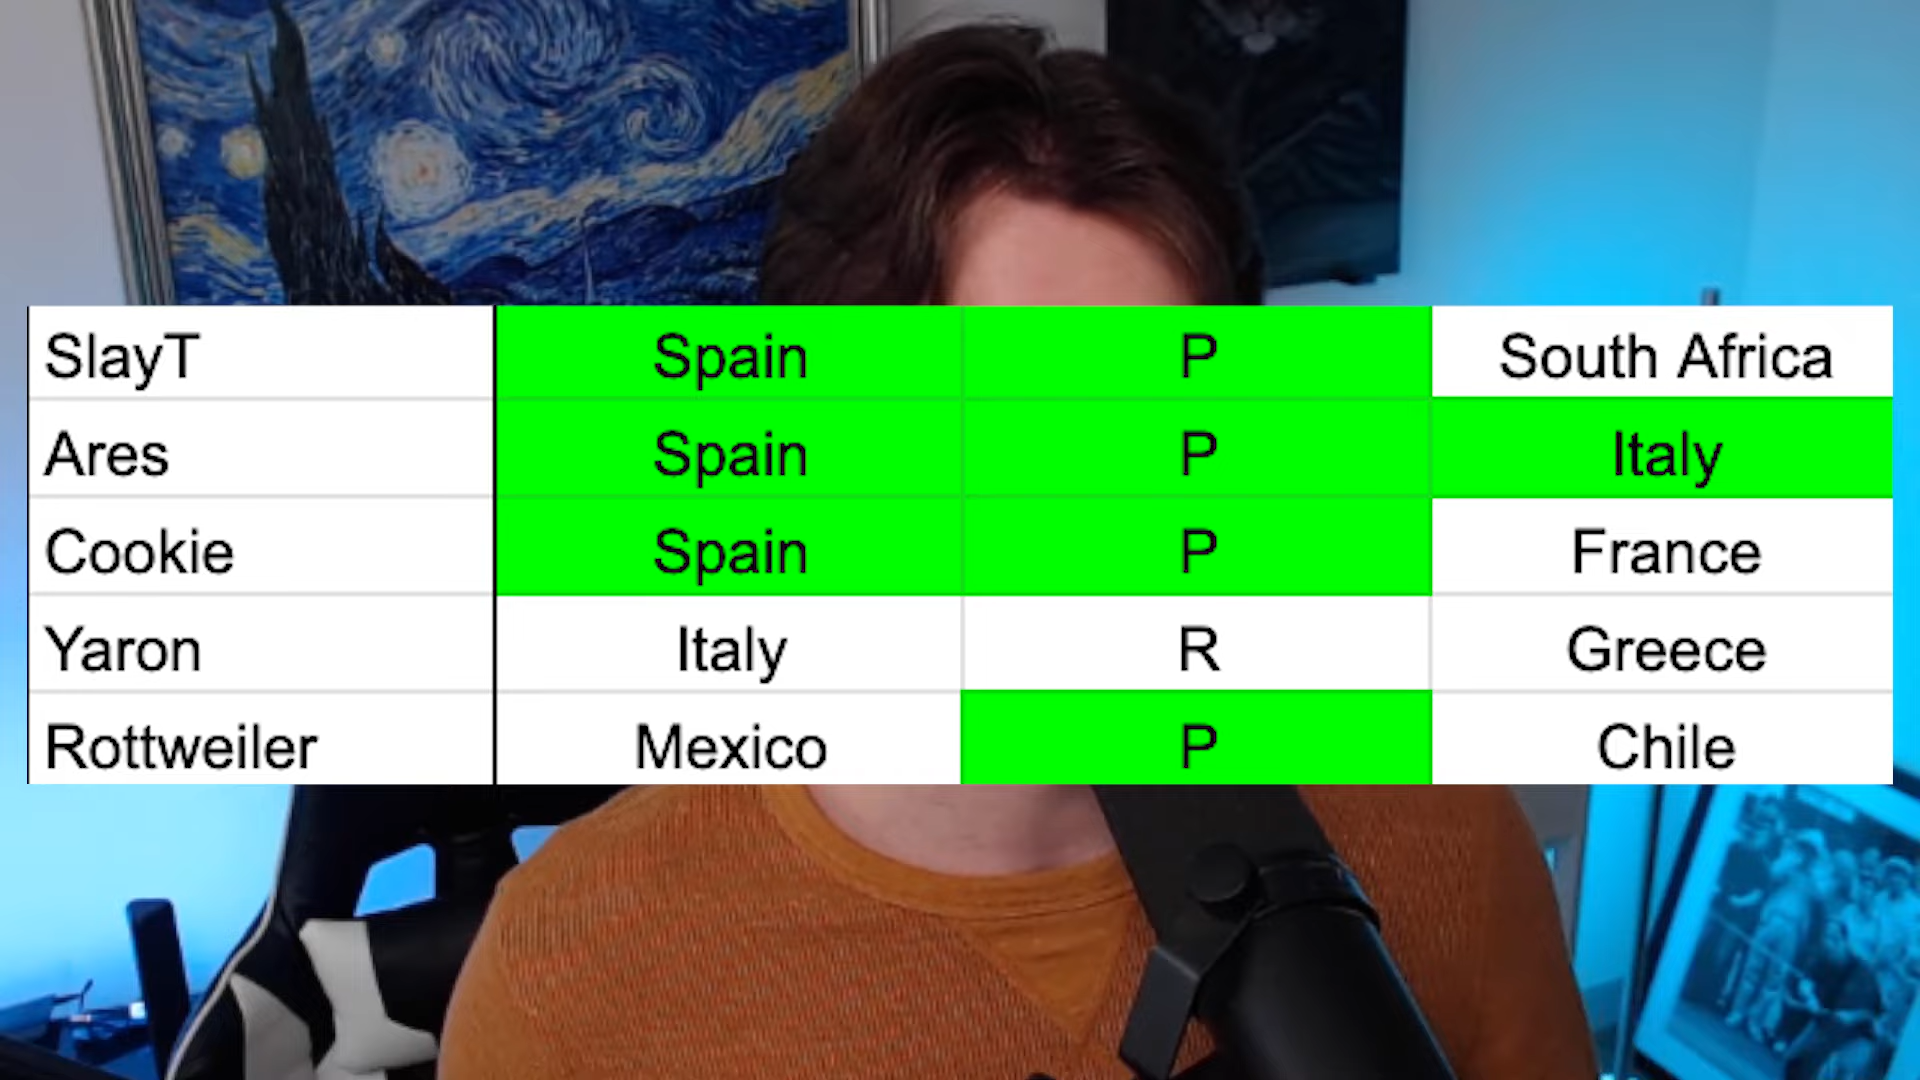 SlayT Spain P South Africa
Ares Spain P Italy
Cookie Spain P France
Yaron Italy R Greece
Rottweiler Mexico P Chile